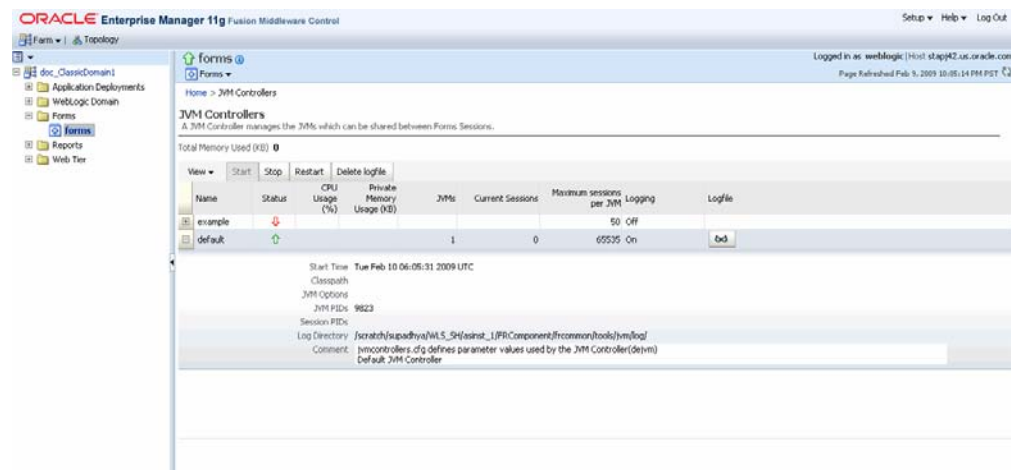 ORACLE Enterprise Manager 11g Fusion Middleware Control
Setup Help Log Out
Farm Topology
forms
Logged in as weblogic|Host stapj42.us.oracle.com
Forms
Page Refreshed Feb 9, 2009 10:05:14 PM PST
doc_ClassicDomain1
Application Deployments
WebLogic Domain
Forms
forms
Reports
Web Tier
Home > JVM Controllers
JVM Controllers
A JVM Controller manages the JVMs which can be shared between Forms Sessions.
Total Memory Used (KB) 0
View Start Stop Restart Delete logfile
Name Status CPU Usage (%) Private Memory Usage (KB) JVMs Current Sessions Maximum sessions per JVM Logging Logfile
example 50 Off
default 1 0 65535 On
Start Time Tue Feb 10 06:05:31 2009 UTC
Classpath
JVM Options
JVM PIDs 9823
Session PIDs
Log Directory /scratch/supadhya/WLS_SH/asinst_1/FRComponent/frcommon/tools/jvm/log/
Comment jvmcontrollers.cfg defines parameter values used by the JVM Controller(dejvm)
Default JVM Controller